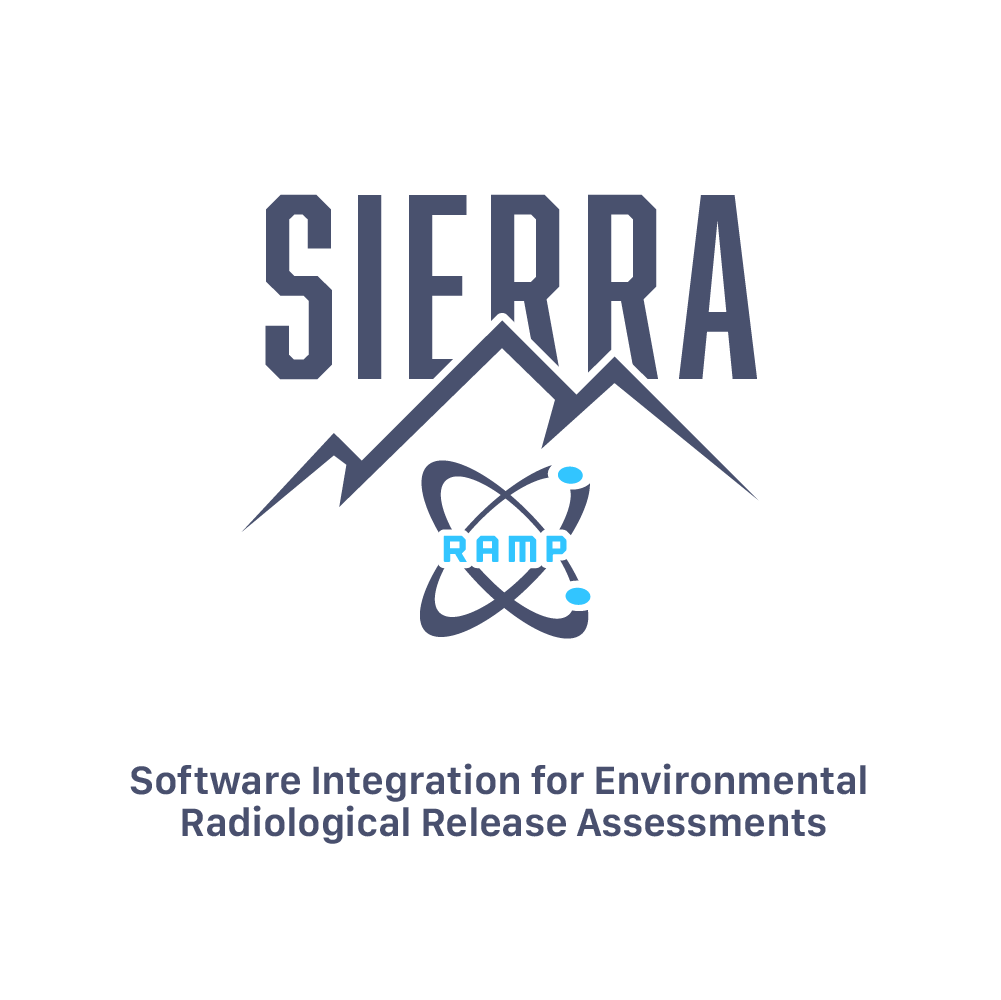 SIERRA
RAMP
Software Integration for Environmental
Radiological Release Assessments